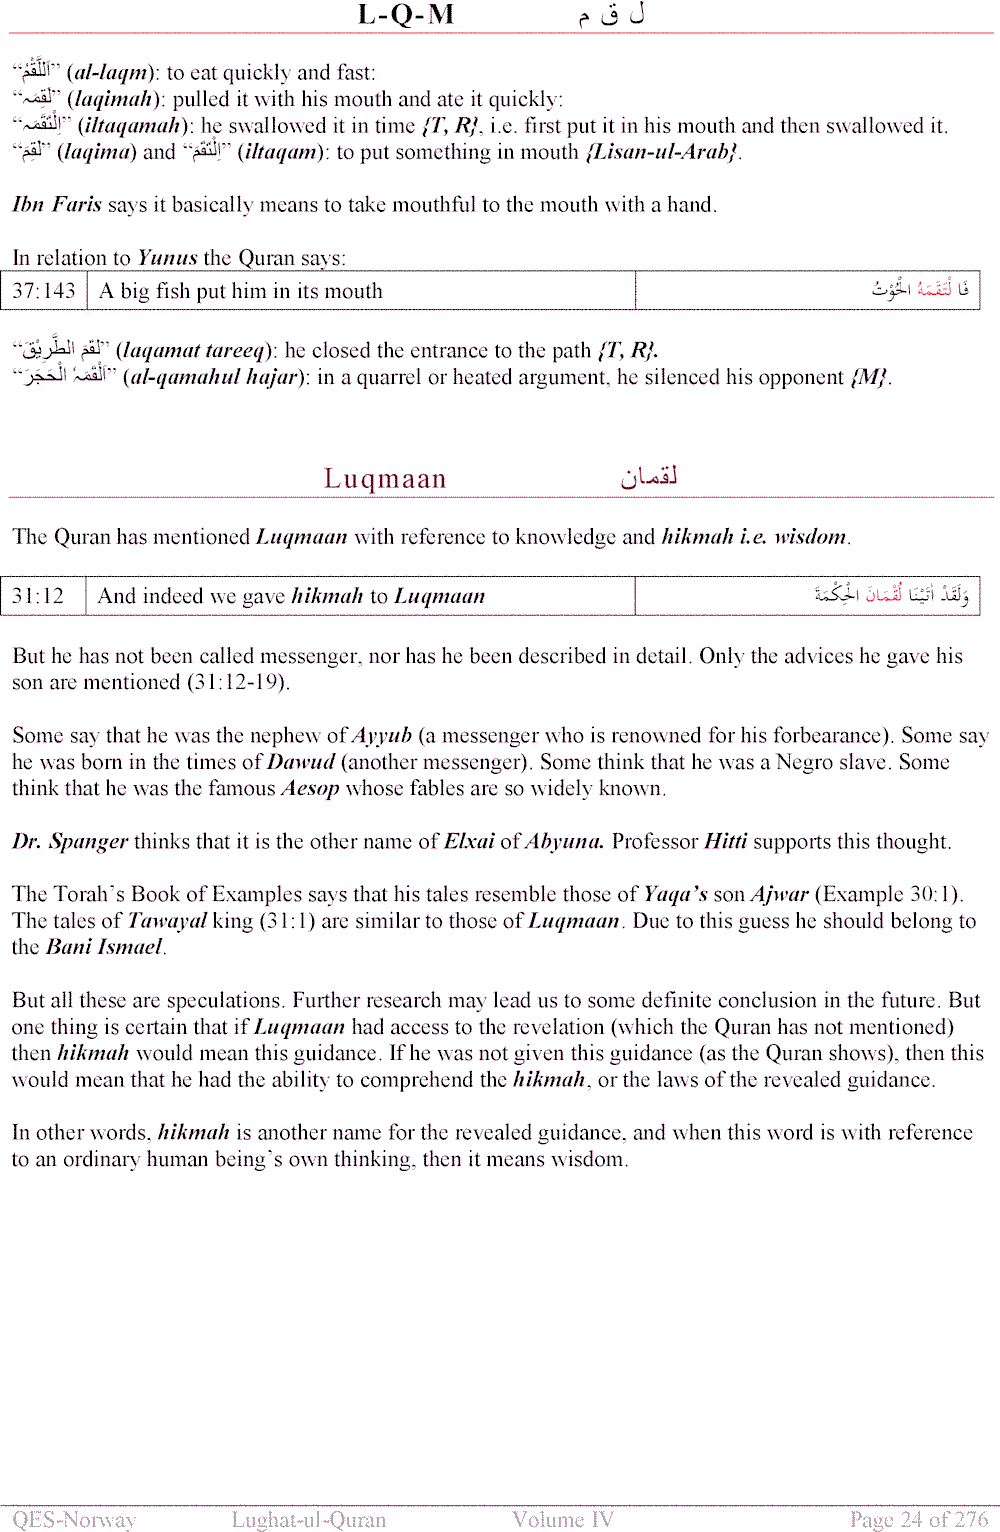 L-Q-M ل ق م
“اَللَّقْمُ” (al-laqm): to eat quickly and fast:
“لَقِمَہ” (laqimah): pulled it with his mouth and ate it quickly:
“اِلْتَقَمَہ” (iltaqamah): he swallowed it in time {T, R}, i.e. first put it in his mouth and then swallowed it.
“لَقِمَ” (laqima) and “اِلْتَقَمَ” (iltaqam): to put something in mouth {Lisan-ul-Arab}.
Ibn Faris says it basically means to take mouthful to the mouth with a hand.
In relation to Yunus the Quran says:
37:143 A big fish put him in its mouth فَا لْتَقَمَهُ الْحُوْتُ
“لَقَمَ الطَّرِيْقَ” (laqamat tareeq): he closed the entrance to the path {T, R}.
“اَلْقَمَہُ الْحَجَرَ” (al-qamahul hajar): in a quarrel or heated argument, he silenced his opponent {M}.
Luqmaan لقمان
The Quran has mentioned Luqmaan with reference to knowledge and hikmah i.e. wisdom.
31:12 And indeed we gave hikmah to Luqmaan وَلَقَدْ اٰتَيْنَا لُقْمَانَ الْحِكْمَةَ
But he has not been called messenger, nor has he been described in detail. Only the advices he gave his
son are mentioned (31:12-19).
Some say that he was the nephew of Ayyub (a messenger who is renowned for his forbearance). Some say
he was born in the times of Dawud (another messenger). Some think that he was a Negro slave. Some
think that he was the famous Aesop whose fables are so widely known.
Dr. Spanger thinks that it is the other name of Elxai of Abyuna. Professor Hitti supports this thought.
The Torah's Book of Examples says that his tales resemble those of Yaqa's son Ajwar (Example 30:1).
The tales of Tawayal king (31:1) are similar to those of Luqmaan. Due to this guess he should belong to
the Bani Ismael.
But all these are speculations. Further research may lead us to some definite conclusion in the future. But
one thing is certain that if Luqmaan had access to the revelation (which the Quran has not mentioned)
then hikmah would mean this guidance. If he was not given this guidance (as the Quran shows), then this
would mean that he had the ability to comprehend the hikmah, or the laws of the revealed guidance.
In other words, hikmah is another name for the revealed guidance, and when this word is with reference
to an ordinary human being's own thinking, then it means wisdom.
QES-Norway Lughat-ul-Quran Volume IV Page 24 of 276